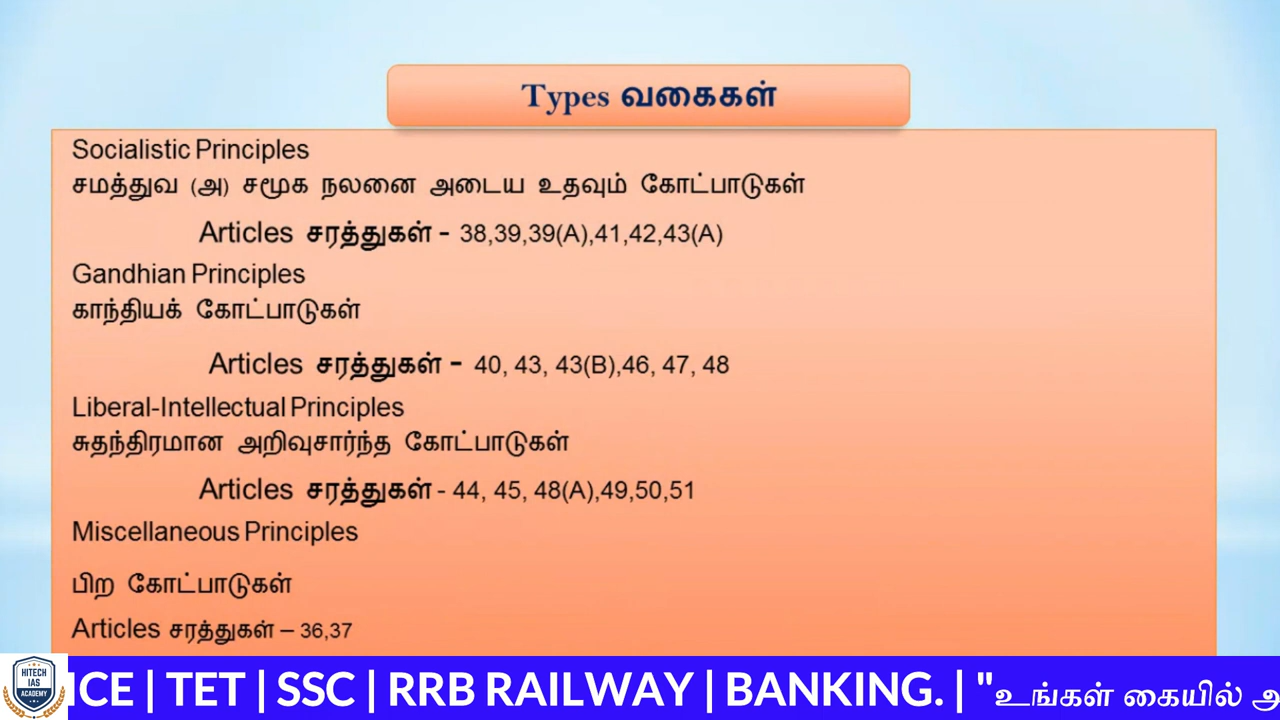 Types வகைகள்
Socialistic Principles
சமத்துவ (அ) சமூக நலனை அடைய உதவும் கோட்பாடுகள்
Articles சரத்துகள் - 38,39,39(A),41,42,43(A)
Gandhian Principles
காந்தியக் கோட்பாடுகள்
Articles சரத்துகள் - 40, 43, 43(B),46, 47, 48
Liberal-Intellectual Principles
சுதந்திரமான அறிவுசார்ந்த கோட்பாடுகள்
Articles சரத்துகள் - 44, 45, 48(A),49,50,51
Miscellaneous Principles
பிற கோட்பாடுகள்
Articles சரத்துகள் – 36,37
HITECH
IAS
ACADEMY
ICE | TET | SSC | RRB RAILWAY | BANKING. | "உங்கள் கையில்